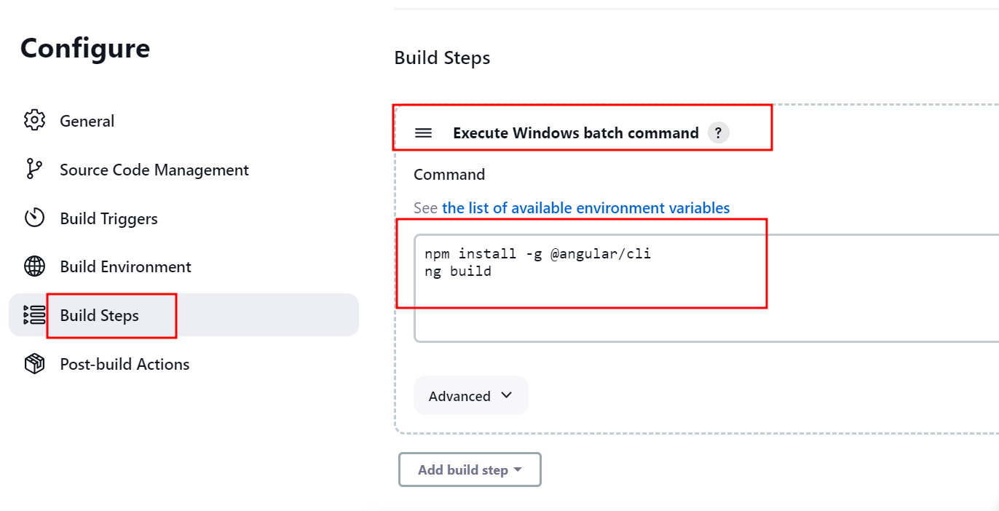 Configure
General
Source Code Management
Build Triggers
Build Environment
Build Steps
Post-build Actions
Build Steps
Execute Windows batch command ?
Command
See the list of available environment variables
npm install -g @angular/cli
ng build
Advanced
Add build step